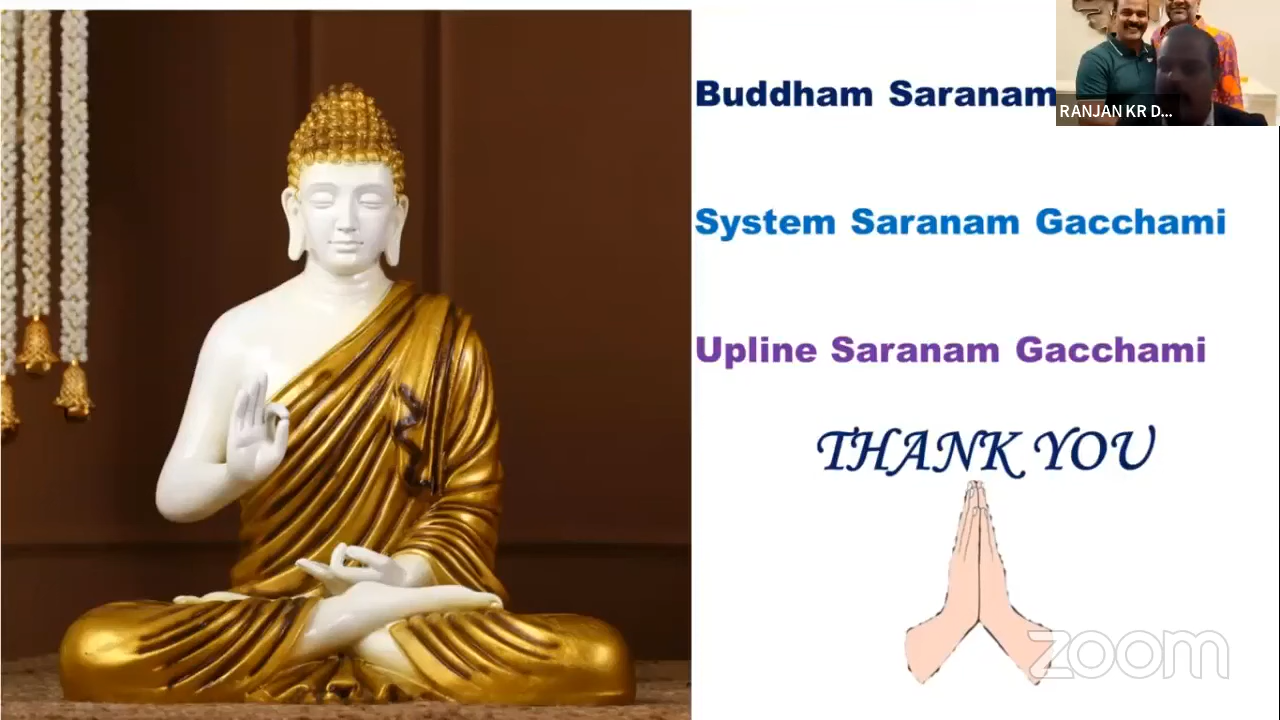 Buddham Saranam
RANJAN KR D...
System Saranam Gacchami
Upline Saranam Gacchami
THANK YOU
zoom